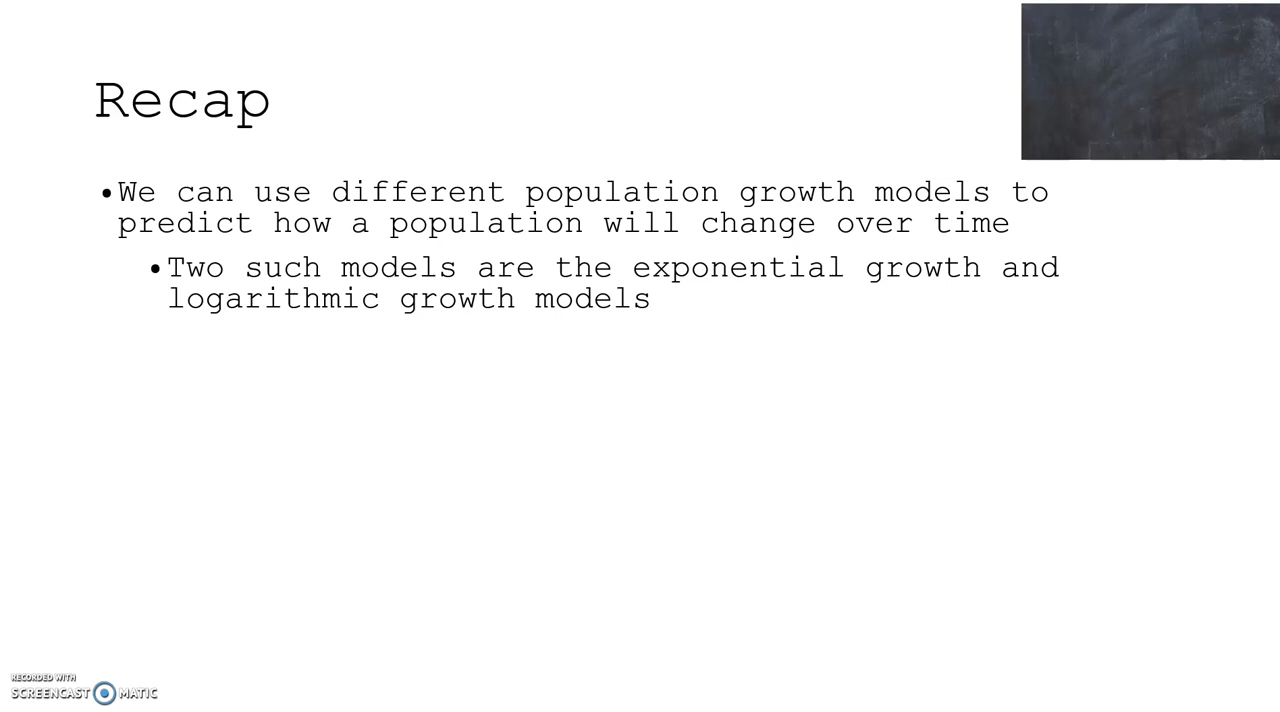 Recap
•We can use different population growth models to
predict how a population will change over time
•Two such models are the exponential growth and
logarithmic growth models
RECORDED WITH
SCREENCAST MATIC